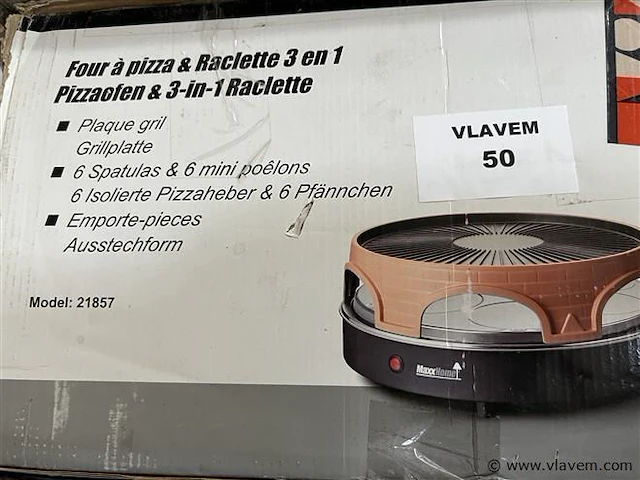 Four à pizza & Raclette 3 en 1
Pizzaofen & 3-in-1 Raclette
Plaque gril
Grillplatte
6 Spatulas & 6 mini poêlons
6 Isolierte Pizzaheber & 6 Pfännchen
Emporte-pieces
Ausstechform
Model: 21857
VLAVEM
50
MaxxHome
© www.vlavem.com